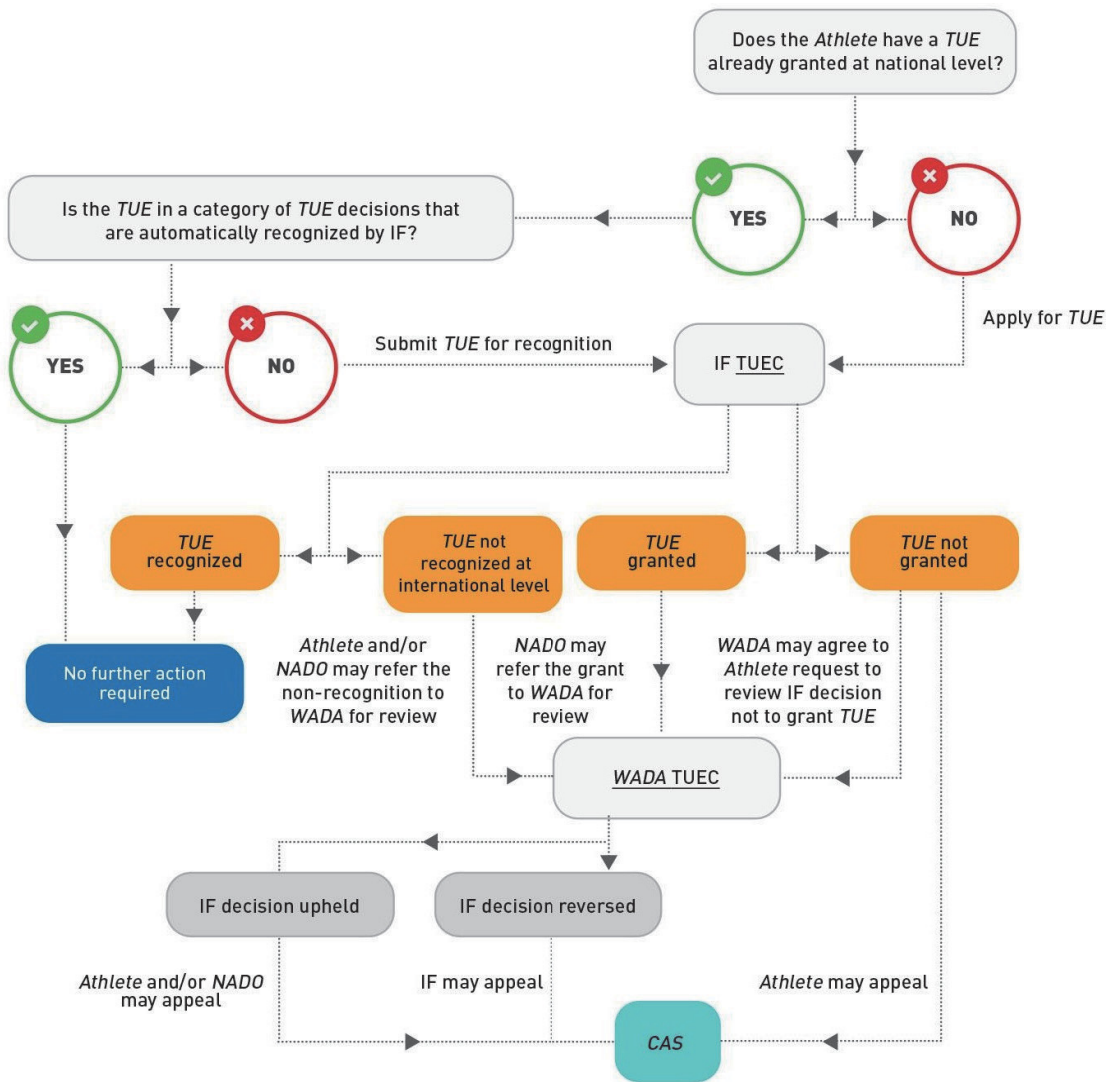 Does the Athlete have a TUE
already granted at national level?
YES
NO
Is the TUE in a category of TUE decisions that
are automatically recognized by IF?
YES
NO
Submit TUE for recognition
IF TUEC
Apply for TUE
TUE
recognized
TUE not
recognized at
international level
TUE
granted
TUE not
granted
No further action
required
Athlete and/or
NADO may refer the
non-recognition to
WADA for review
NADO may
refer the grant
to WADA for
review
WADA may agree to
Athlete request to
review IF decision
not to grant TUE
WADA TUEC
IF decision upheld
IF decision reversed
Athlete and/or NADO
may appeal
IF may appeal
Athlete may appeal
CAS